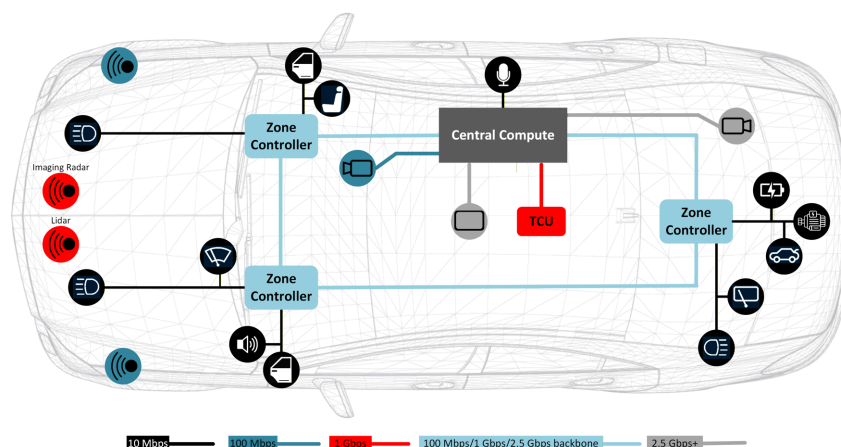 Zone
Controller
Central Compute
Imaging Radar
Lidar
TCU
Zone
Controller
Zone
Controller
10 Mbps
100 Mbps
1 Gbps
100 Mbps/1 Gbps/2.5 Gbps backbone
2.5 Gbps+